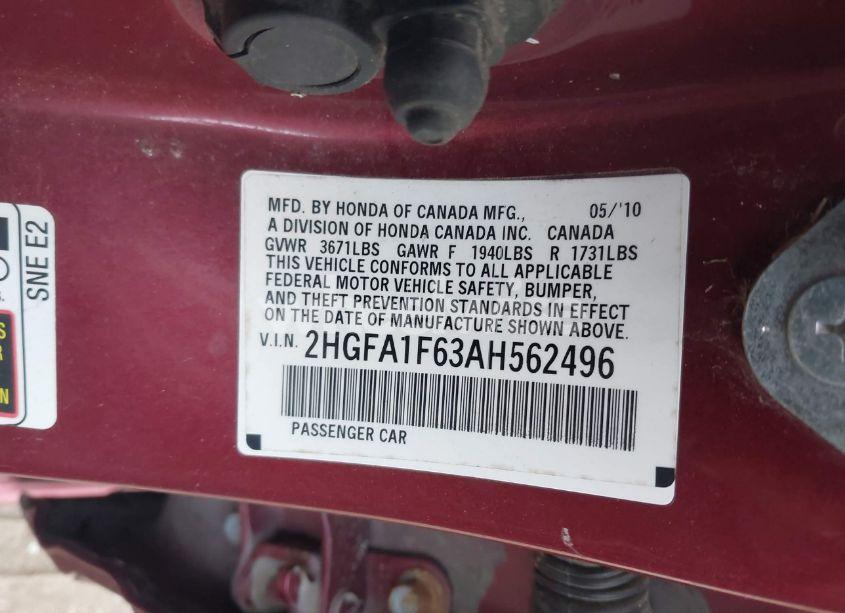 MFD. BY HONDA OF CANADA MFG., 05/'10
A DIVISION OF HONDA CANADA INC. CANADA
GVWR 3671LBS GAWR F 1940LBS R 1731LBS
THIS VEHICLE CONFORMS TO ALL APPLICABLE
FEDERAL MOTOR VEHICLE SAFETY, BUMPER,
AND THEFT PREVENTION STANDARDS IN EFFECT
ON THE DATE OF MANUFACTURE SHOWN ABOVE.
V.I.N. 2HGFA1F63AH562496
PASSENGER CAR
SNE E2